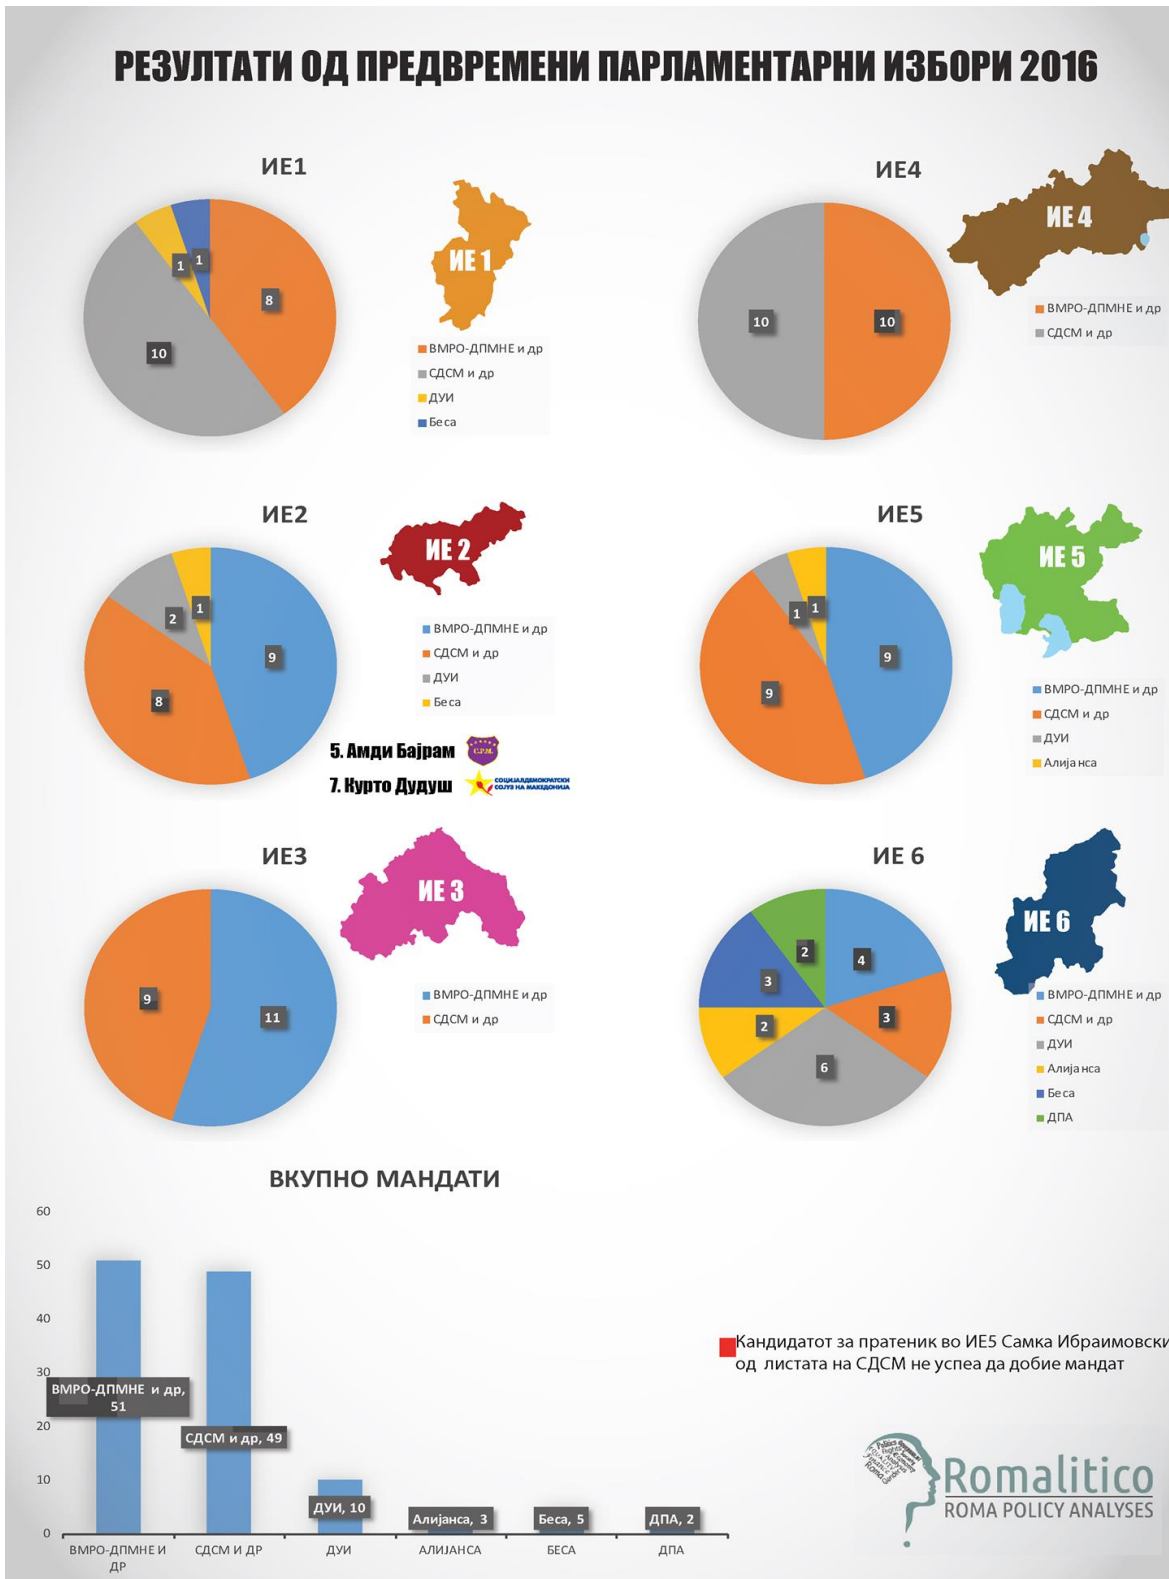 РЕЗУЛТАТИ ОД ПРЕДВРЕМЕНИ ПАРЛАМЕНТАРНИ ИЗБОРИ 2016
ИЕ1
8
10
1
1
ИЕ 1
ВМРО-ДПМНЕ и др
СДСМ и др
ДУИ
Беса
ИЕ4
10
10
ИЕ 4
ВМРО-ДПМНЕ и др
СДСМ и др
ИЕ2
9
8
2
1
ИЕ 2
ВМРО-ДПМНЕ и др
СДСМ и др
ДУИ
Беса
5. Амди Бајрам
С.Р.М.
7. Курто Дудуш
СОЦИЈАЛДЕМОКРАТСКИ
СОЈУЗ НА МАКЕДОНИЈА
ИЕ5
9
9
1
1
ИЕ 5
ВМРО-ДПМНЕ и др
СДСМ и др
ДУИ
Алијанса
ИЕ3
9
11
ИЕ 3
ВМРО-ДПМНЕ и др
СДСМ и др
ИЕ 6
4
3
6
2
3
2
ИЕ 6
ВМРО-ДПМНЕ и др
СДСМ и др
ДУИ
Алијанса
Беса
ДПА
ВКУПНО МАНДАТИ
60
50
40
30
20
10
0
ВМРО-ДПМНЕ и др,
51
СДСМ и др, 49
ДУИ, 10
Алијанса, 3
Беса, 5
ДПА, 2
ВМРО-ДПМНЕ И
ДР
СДСМ И ДР
ДУИ
АЛИЈАНСА
БЕСА
ДПА
Кандидатот за пратеник во ИЕ5 Самка Ибраимовски
од листата на СДСМ не успеа да добие мандат
Romalitico
ROMA POLICY ANALYSES